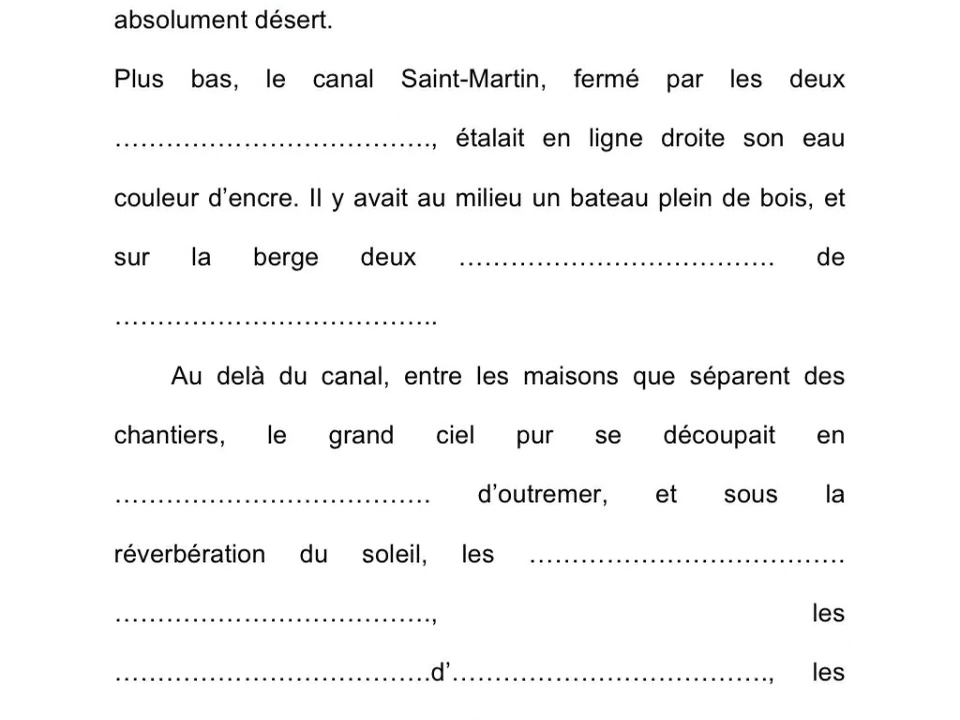 absolument désert.
Plus bas, le canal Saint-Martin, fermé par les deux
…………………………………., étalait en ligne droite son eau
couleur d’encre. Il y avait au milieu un bateau plein de bois, et
sur la berge deux ………………………………. de
………………………………..
Au delà du canal, entre les maisons que séparent des
chantiers, le grand ciel pur se découpait en
………………………………. d’outremer, et sous la
réverbération du soleil, les ……………………………….
………………………………., les
……………………………….d’………………………………., les